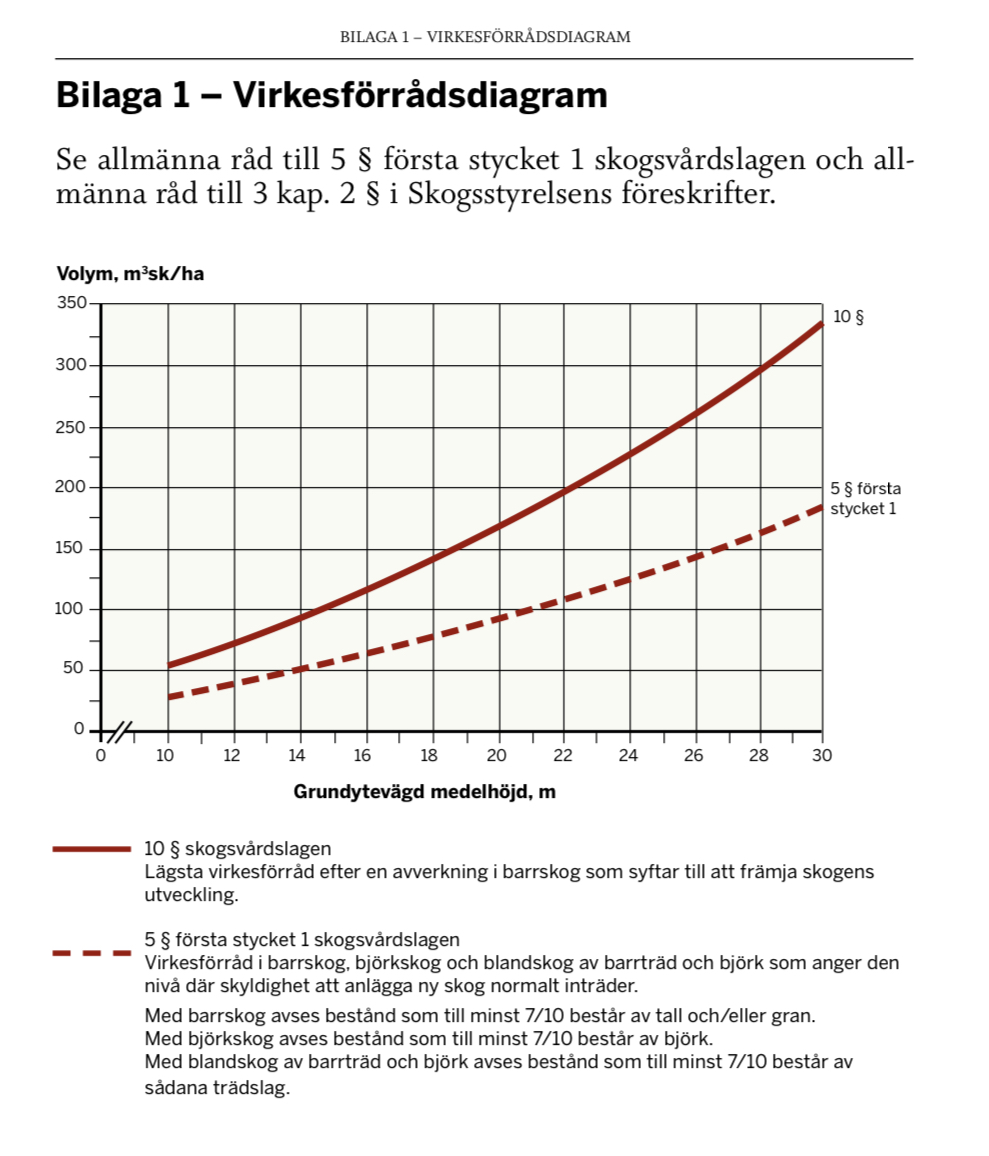 BILAGA 1 – VIRKESFÖRRÅDSDIAGRAM
Bilaga 1 – Virkesförrådsdiagram
Se allmänna råd till 5 § första stycket 1 skogsvårdslagen och all-
männa råd till 3 kap. 2 § i Skogsstyrelsens föreskrifter.
Volym, m³sk/ha
350
300
250
200
150
100
50
0
10 §
5 § första
stycket 1
0 10 12 14 16 18 20 22 24 26 28 30
Grundytevägd medelhöjd, m
10 § skogsvårdslagen
Lägsta virkesförråd efter en avverkning i barrskog som syftar till att främja skogens
utveckling.
5 § första stycket 1 skogsvårdslagen
Virkesförråd i barrskog, björkskog och blandskog av barrträd och björk som anger den
nivå där skyldighet att anlägga ny skog normalt inträder.
Med barrskog avses bestånd som till minst 7/10 består av tall och/eller gran.
Med björkskog avses bestånd som till minst 7/10 består av björk.
Med blandskog av barrträd och björk avses bestånd som till minst 7/10 består av
sådana trädslag.